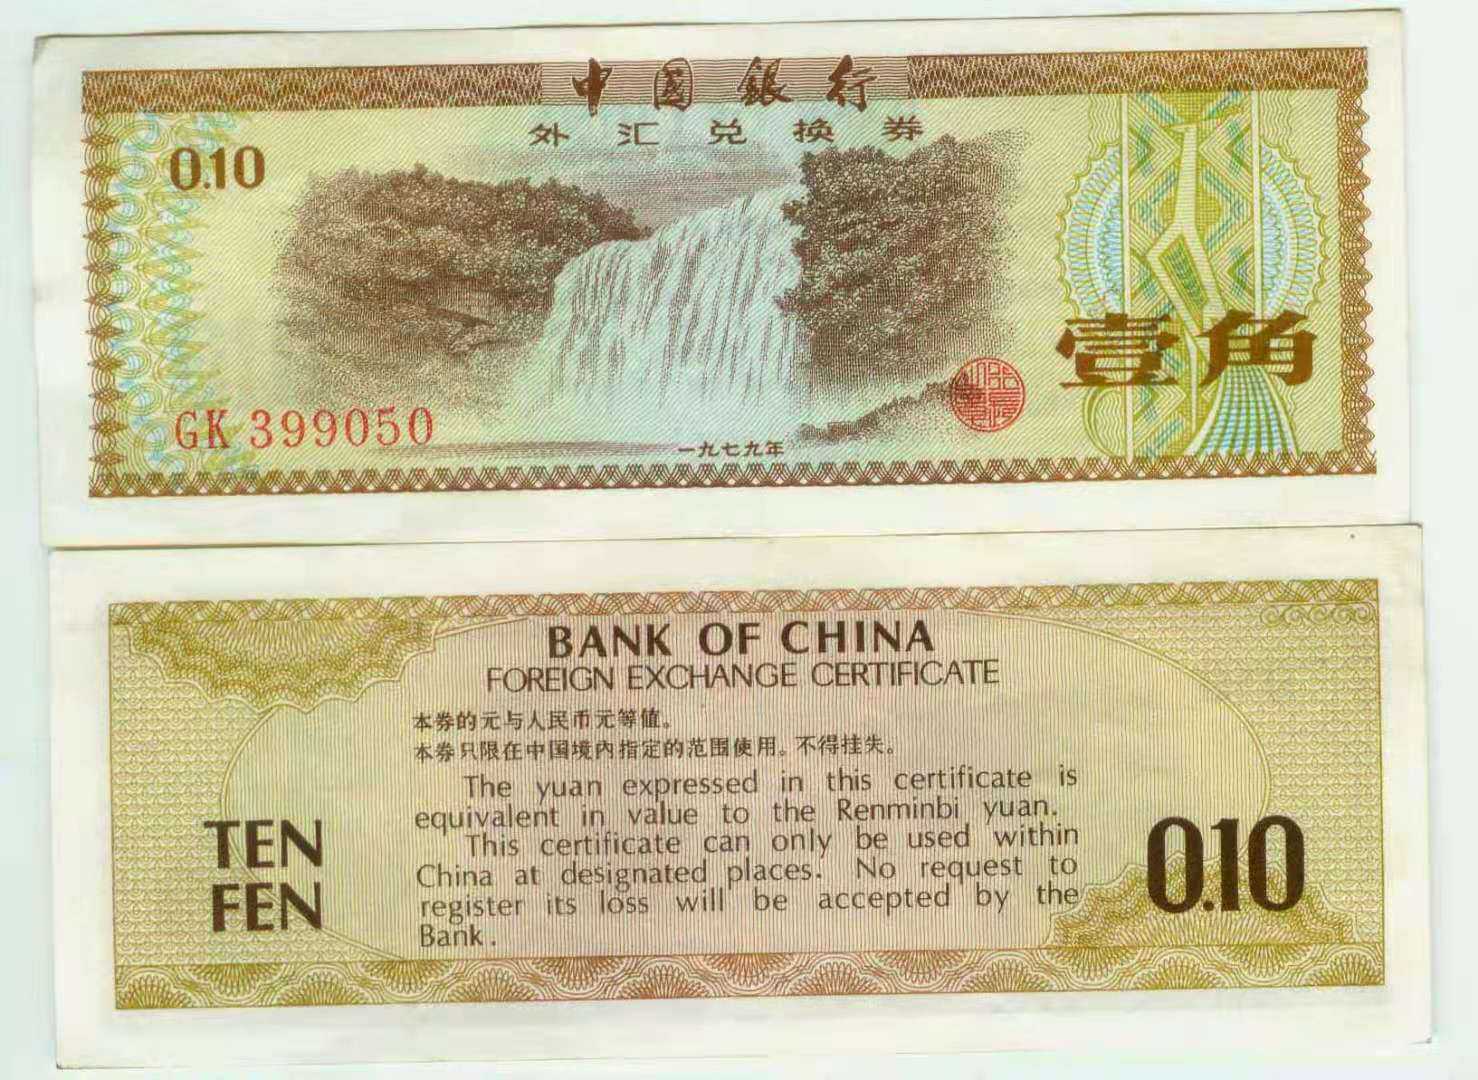 中國銀行
外汇兑换券
0.10
壹角
GK 399050
一九七九年
BANK OF CHINA
FOREIGN EXCHANGE CERTIFICATE
本券的元与人民币元等值。
本券只限在中国境内指定的范围使用。不得挂失。
The yuan expressed in this certificate is
equivalent in value to the Renminbi yuan.
This certificate can only be used within
China at designated places. No request to
register its loss will be accepted by the
Bank.
TEN
FEN
0.10